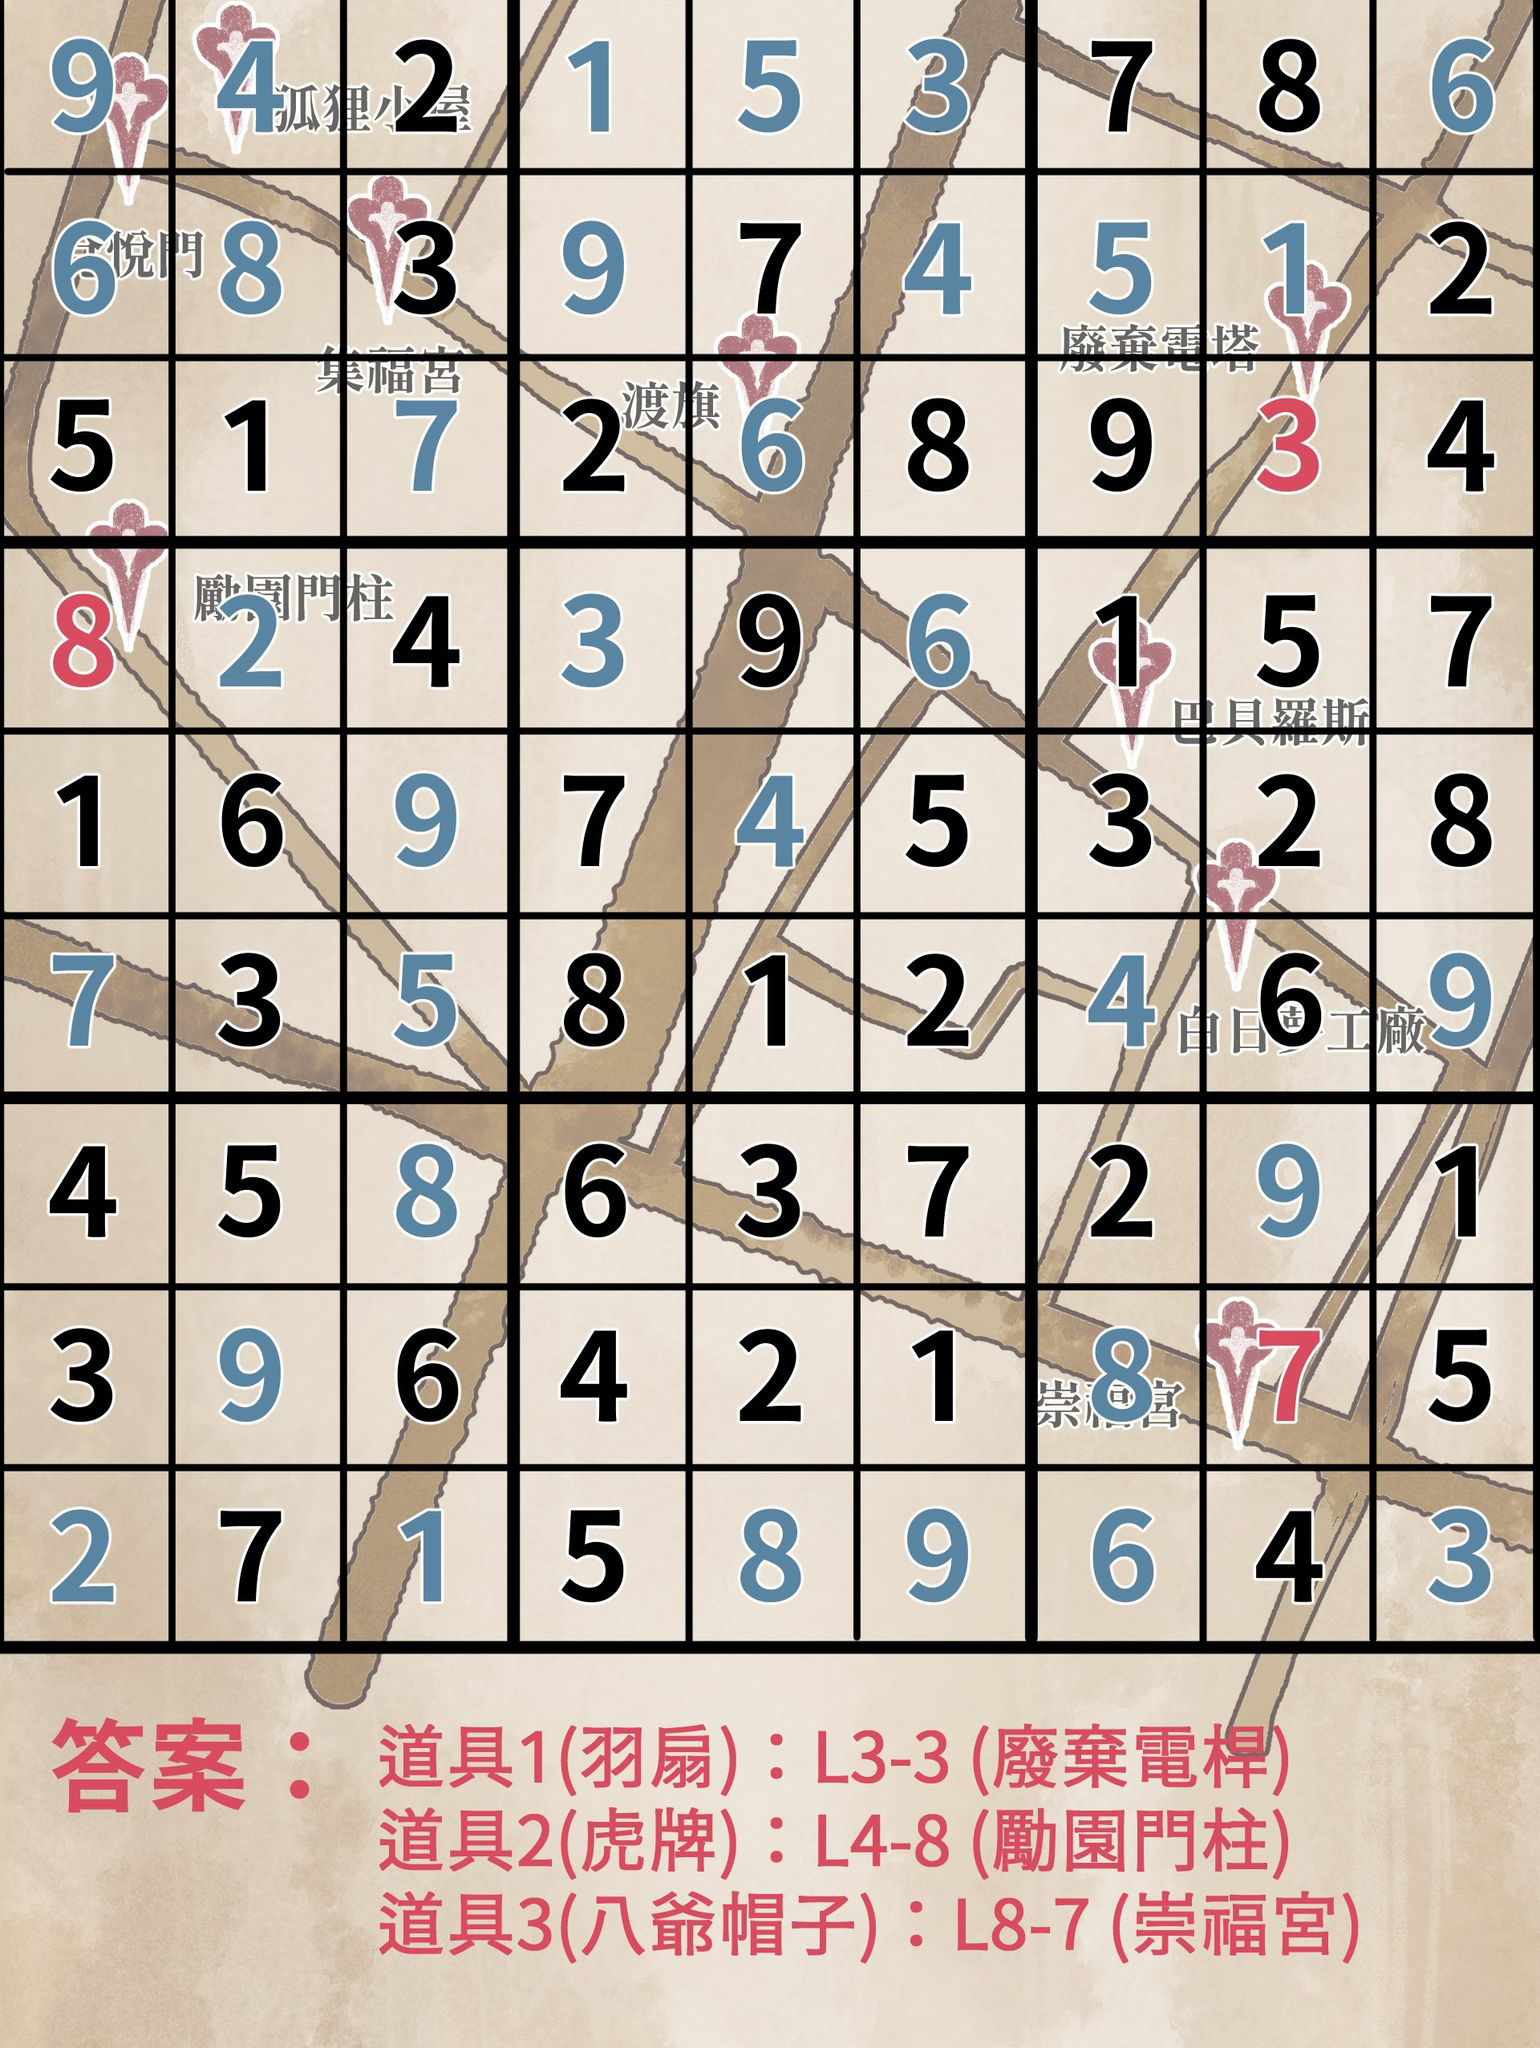 9 4 2 1 5 3 7 8 6
狐狸小屋
6 8 3 9 7 4 5 1 2
悅門
集福宮
渡旗
廢棄電塔
5 1 7 2 6 8 9 3 4
勵園門柱
8 2 4 3 9 6 1 5 7
巴貝羅斯
1 6 9 7 4 5 3 2 8
7 3 5 8 1 2 4 6 9
白日夢工廠
4 5 8 6 3 7 2 9 1
3 9 6 4 2 1 8 7 5
崇福宮
2 7 1 5 8 9 6 4 3
答案：
道具1(羽扇)：L3-3 (廢棄電桿)
道具2(虎牌)：L4-8 (勵園門柱)
道具3(八爺帽子)：L8-7 (崇福宮)